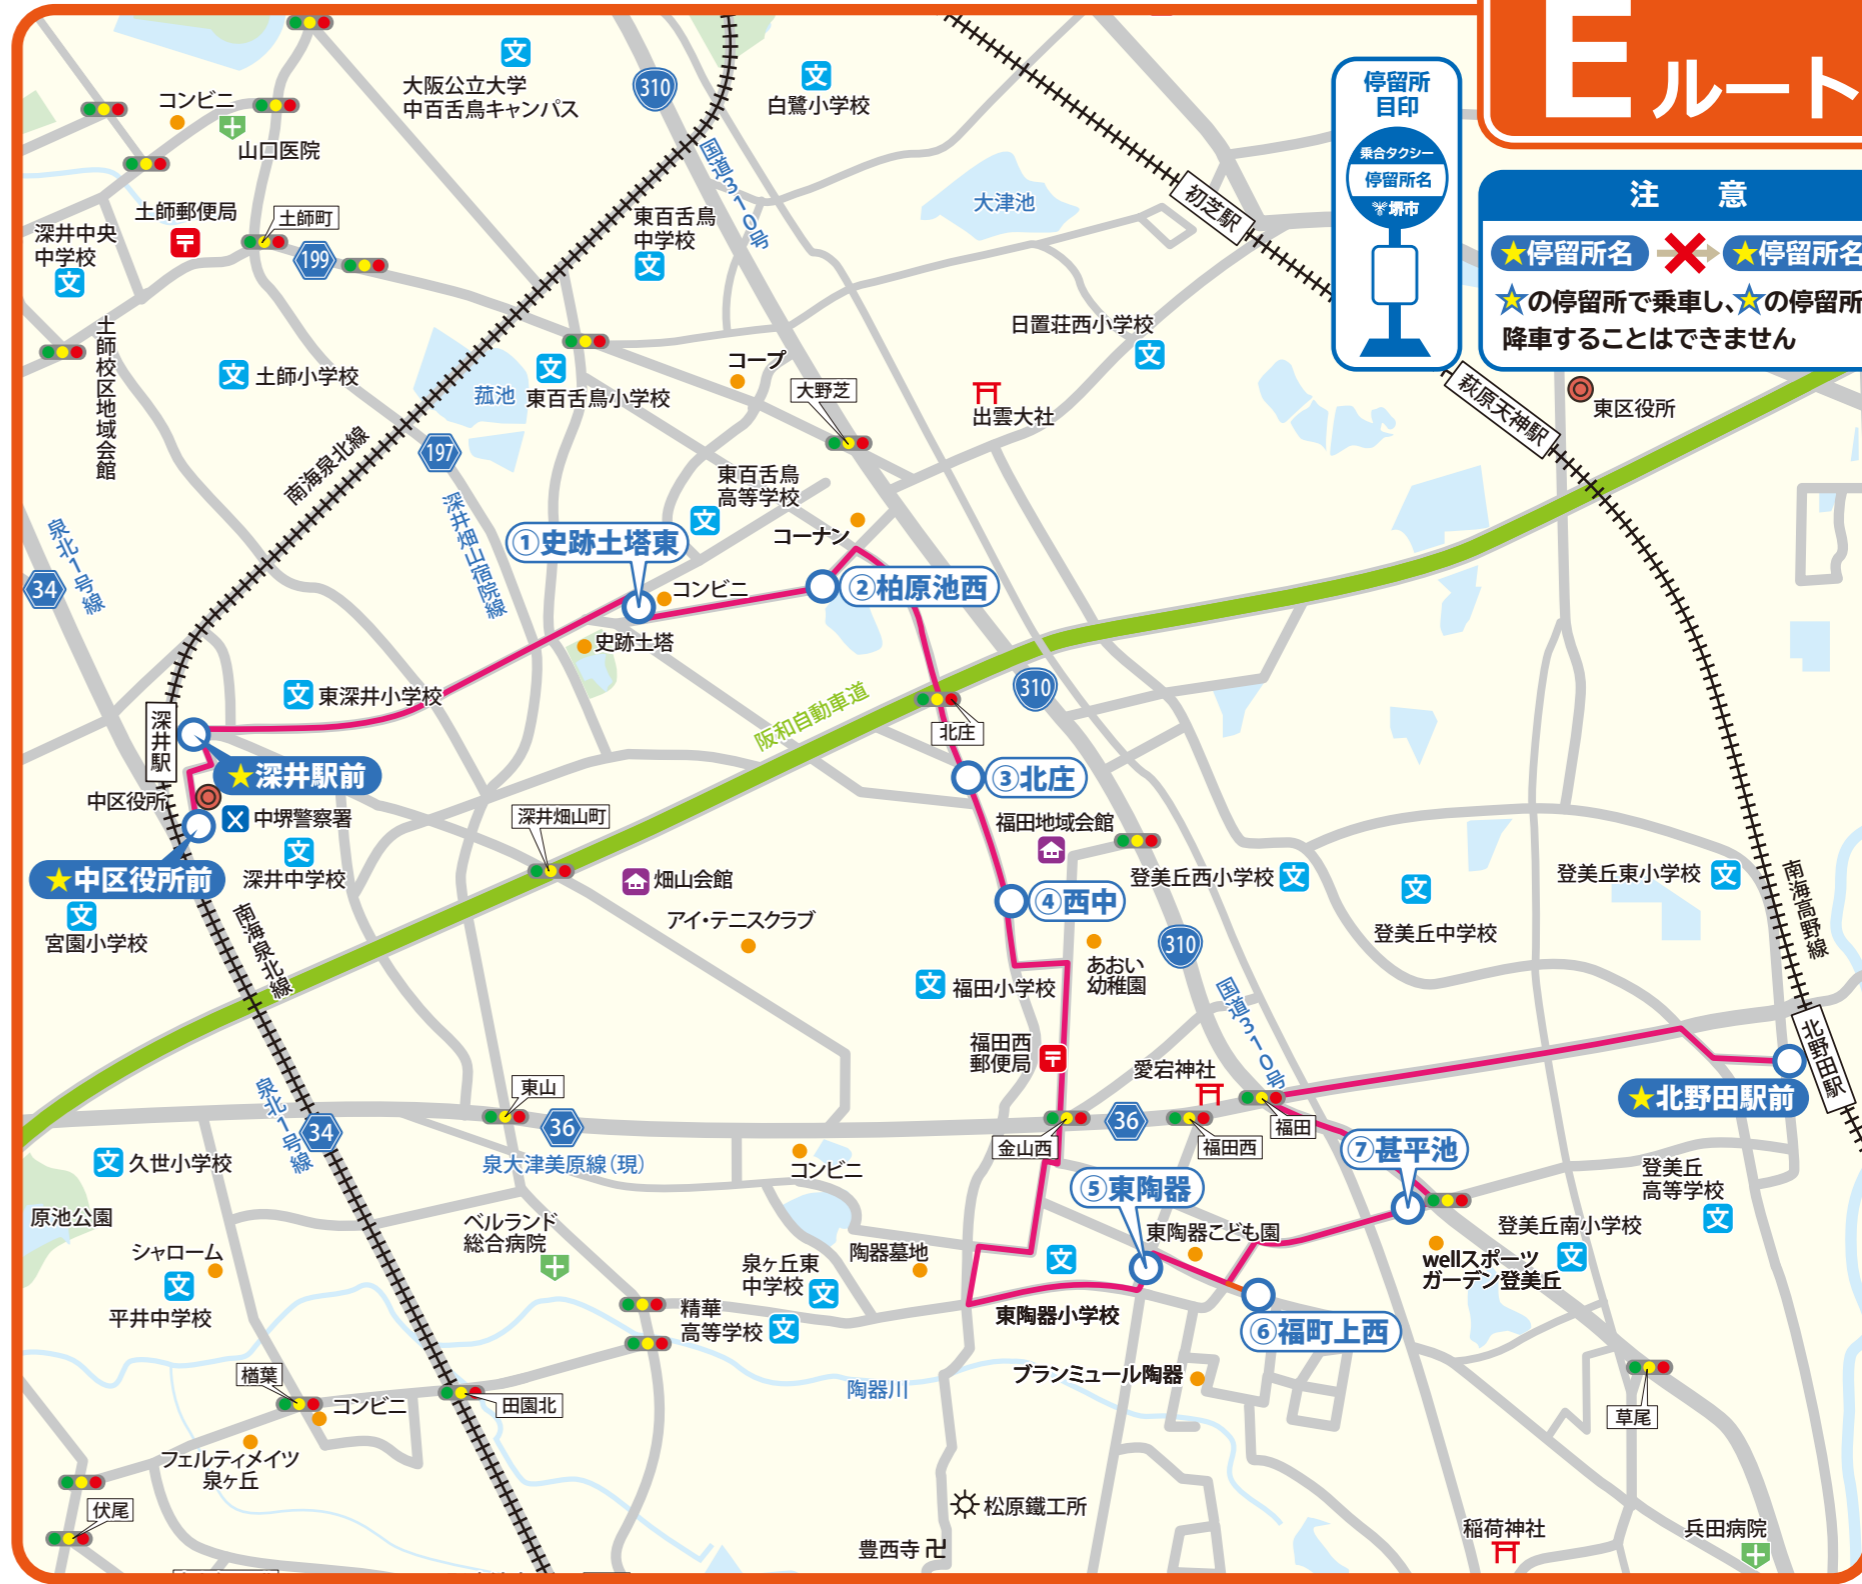 Eルート
停留所
目印
乗合タクシー
停留所名
堺市
注 意
★停留所名
★停留所名
☆の停留所で乗車し、☆の停留所
降車することはできません
大阪公立大学
中百舌鳥キャンパス
310
白鷺小学校
コンビニ
山口医院
国道310号
初芝駅
大津池
土師郵便局
土師町
深井中央
中学校
199
東百舌鳥
中学校
土師校区地域会館
土師小学校
菰池
東百舌鳥小学校
コープ
大野芝
日置荘西小学校
出雲大社
萩原天神駅
東区役所
南海泉北線
197
深井畑山宿院線
東百舌鳥
高等学校
コーナン
泉北1号線
34
①史跡土塔東
コンビニ
②柏原池西
史跡土塔
東深井小学校
深井駅
★深井駅前
中区役所
中堺警察署
★中区役所前
深井中学校
宮園小学校
南海泉北線
阪和自動車道
310
北庄
③北庄
深井畑山町
畑山会館
アイ・テニスクラブ
福田地域会館
④西中
登美丘西小学校
登美丘東小学校
登美丘中学校
南海高野線
あおい
幼稚園
310
国道310号
福田小学校
福田西
郵便局
愛宕神社
北野田駅
★北野田駅前
泉北1号線
34
東山
36
泉大津美原線(現)
金山西
36
福田西
福田
⑦甚平池
久世小学校
コンビニ
⑤東陶器
登美丘
高等学校
原池公園
シャローム
平井中学校
ベルランド
総合病院
泉ヶ丘東
中学校
陶器墓地
東陶器こども園
登美丘南小学校
wellスポーツ
ガーデン登美丘
精華
高等学校
東陶器小学校
⑥福町上西
楢葉
コンビニ
田園北
陶器川
ブランミュール陶器
草尾
フェルティメイツ
泉ヶ丘
伏尾
松原鐵工所
豊西寺
稲荷神社
兵田病院